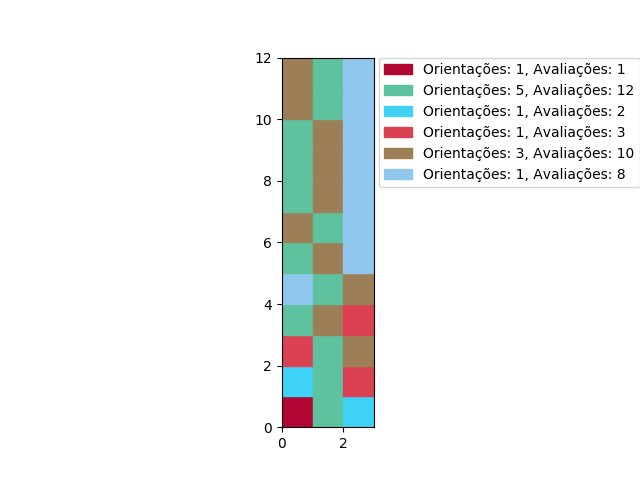 12
10
8
6
4
2
0
0
2
Orientações: 1, Avaliações: 1
Orientações: 5, Avaliações: 12
Orientações: 1, Avaliações: 2
Orientações: 1, Avaliações: 3
Orientações: 3, Avaliações: 10
Orientações: 1, Avaliações: 8